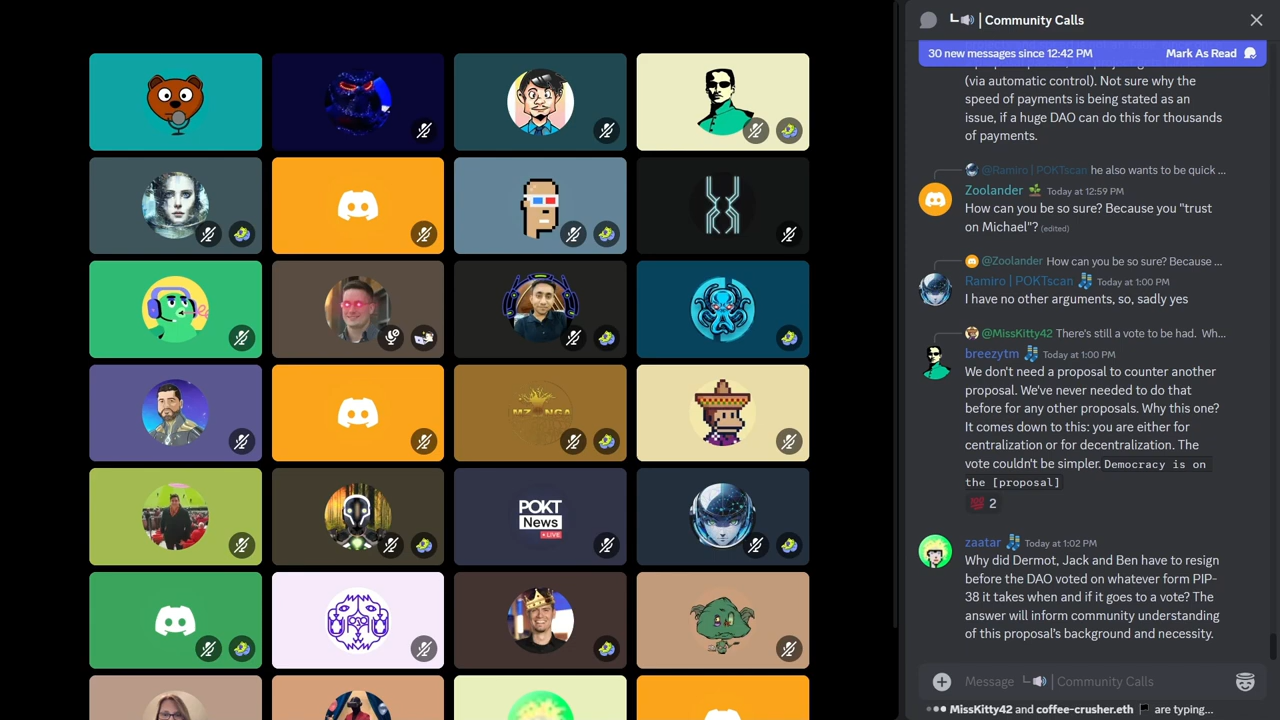 Community Calls
30 new messages since 12:42 PM
Mark As Read
(via automatic control). Not sure why the
speed of payments is being stated as an
issue, if a huge DAO can do this for thousands
of payments.
@Ramiro | POKTscan he also wants to be quick ...
Zoolander Today at 12:59 PM
How can you be so sure? Because you "trust
on Michael"? (edited)
@Zoolander How can you be so sure? Because ...
Ramiro | POKTscan Today at 1:00 PM
I have no other arguments, so, sadly yes
@MissKitty42 There's still a vote to be had. Wh...
breezytm Today at 1:00 PM
We don't need a proposal to counter another
proposal. We've never needed to do that
before for any other proposals. Why this one?
It comes down to this: you are either for
centralization or for decentralization. The
vote couldn't be simpler. Democracy is on
the [proposal]
2
zaatar Today at 1:02 PM
Why did Dermot, Jack and Ben have to resign
before the DAO voted on whatever form PIP-
38 it takes when and if it goes to a vote? The
answer will inform community understanding
of this proposal's background and necessity.
Message Community Calls
MissKitty42 and coffee-crusher.eth are typing...
MZONGA
POKT
News
LIVE